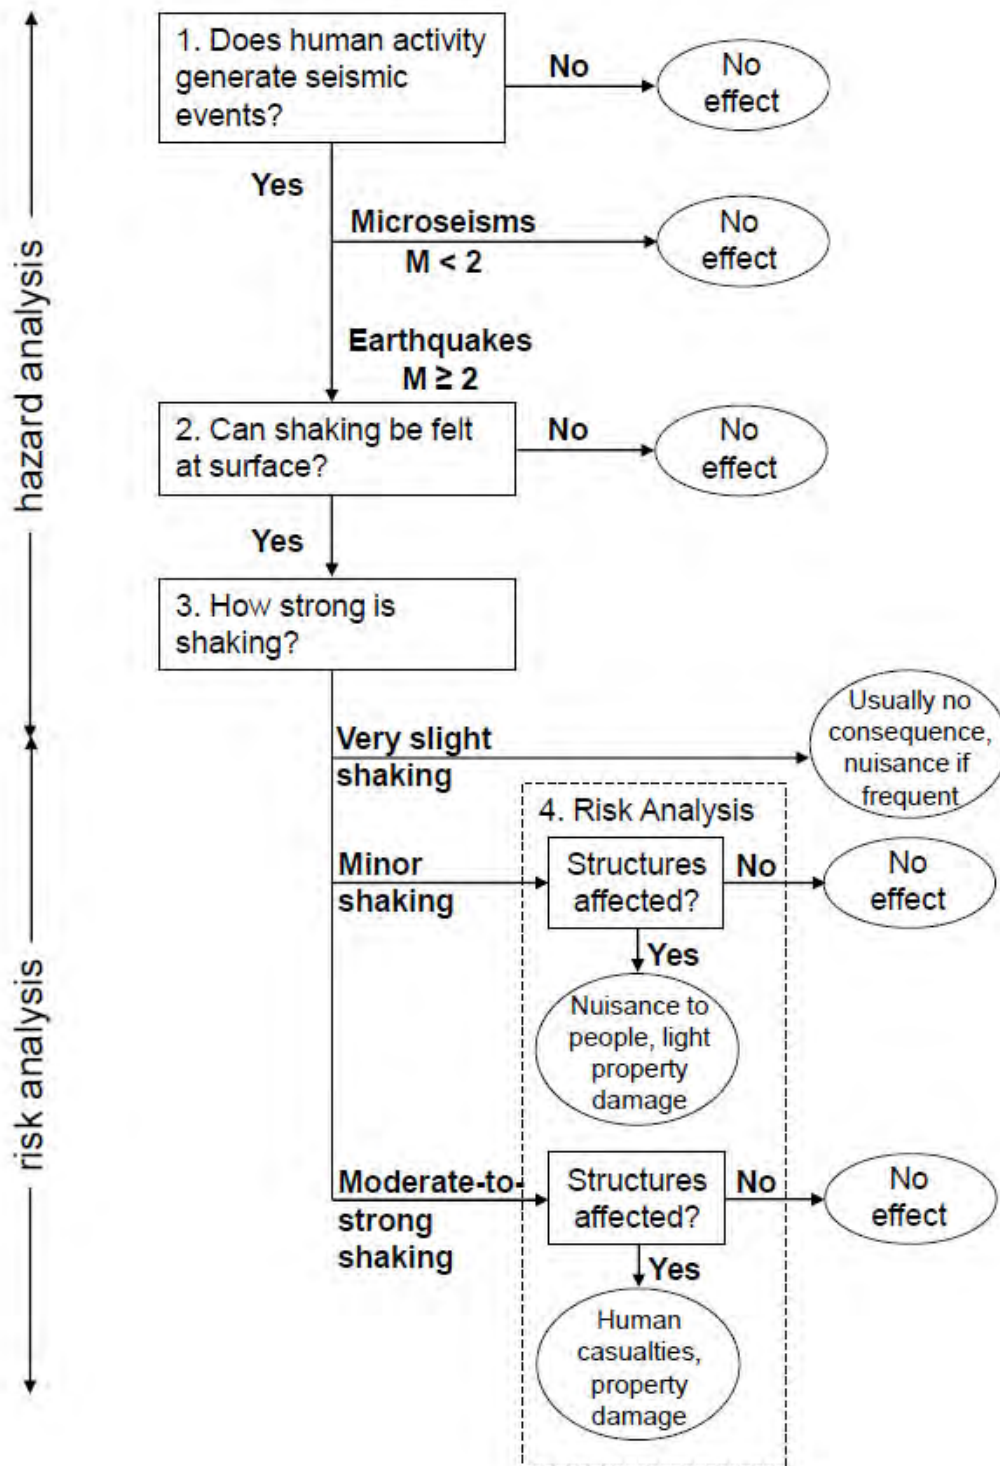 1. Does human activity
generate seismic
events?
No
No
effect
Yes
Microseisms
M < 2
No
effect
Earthquakes
M ≥ 2
hazard analysis
2. Can shaking be felt
at surface?
No
No
effect
Yes
3. How strong is
shaking?
Very slight
shaking
Usually no
consequence,
nuisance if
frequent
4. Risk Analysis
Minor
shaking
Structures
affected?
No
No
effect
Yes
Nuisance to
people, light
property
damage
risk analysis
Moderate-to-
strong
shaking
Structures
affected?
No
No
effect
Yes
Human
casualties,
property
damage